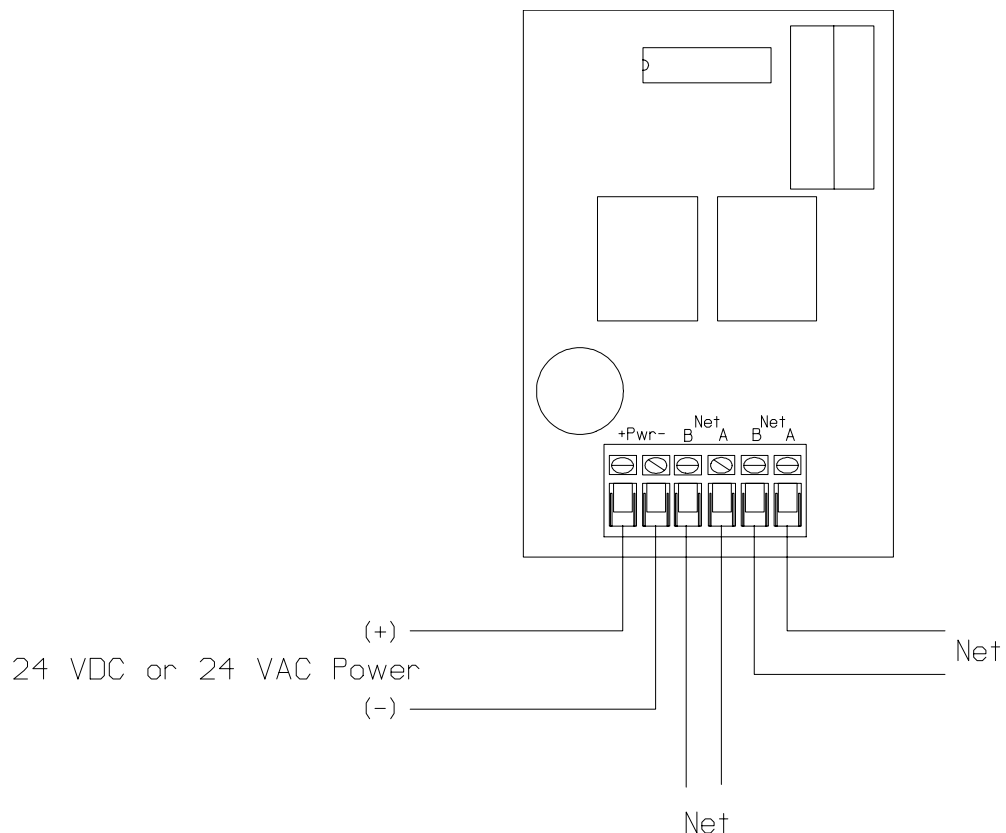 Net Net
+Pwr- B A B A
(+)
Net
24 VDC or 24 VAC Power
(-)
Net